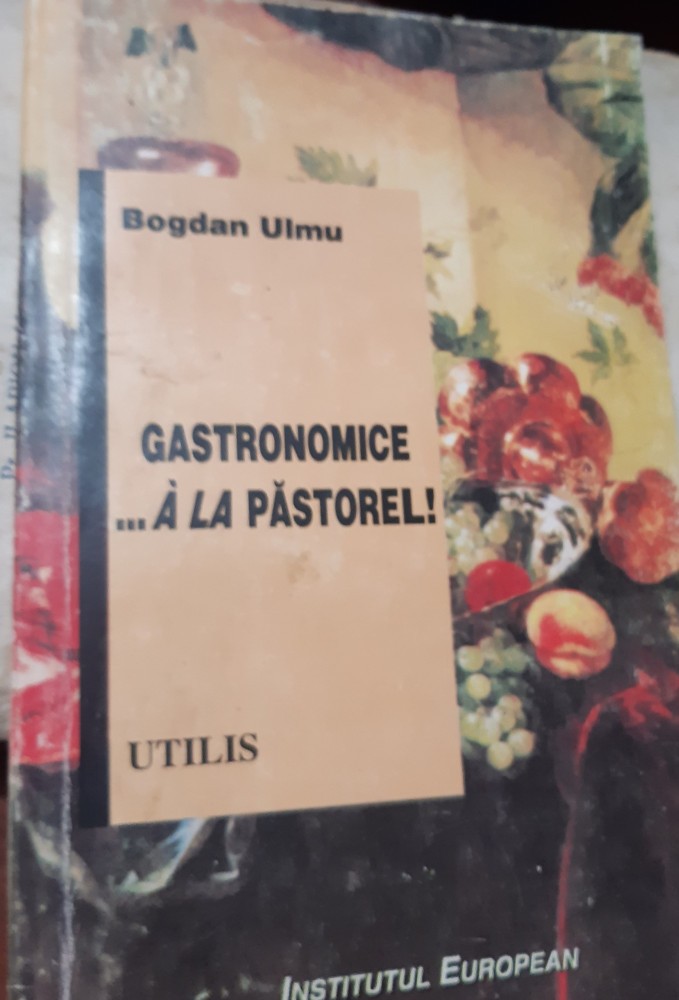 Bogdan Ulmu
GASTRONOMICE
... À LA PĂSTOREL!
UTILIS
INSTITUTUL EUROPEAN